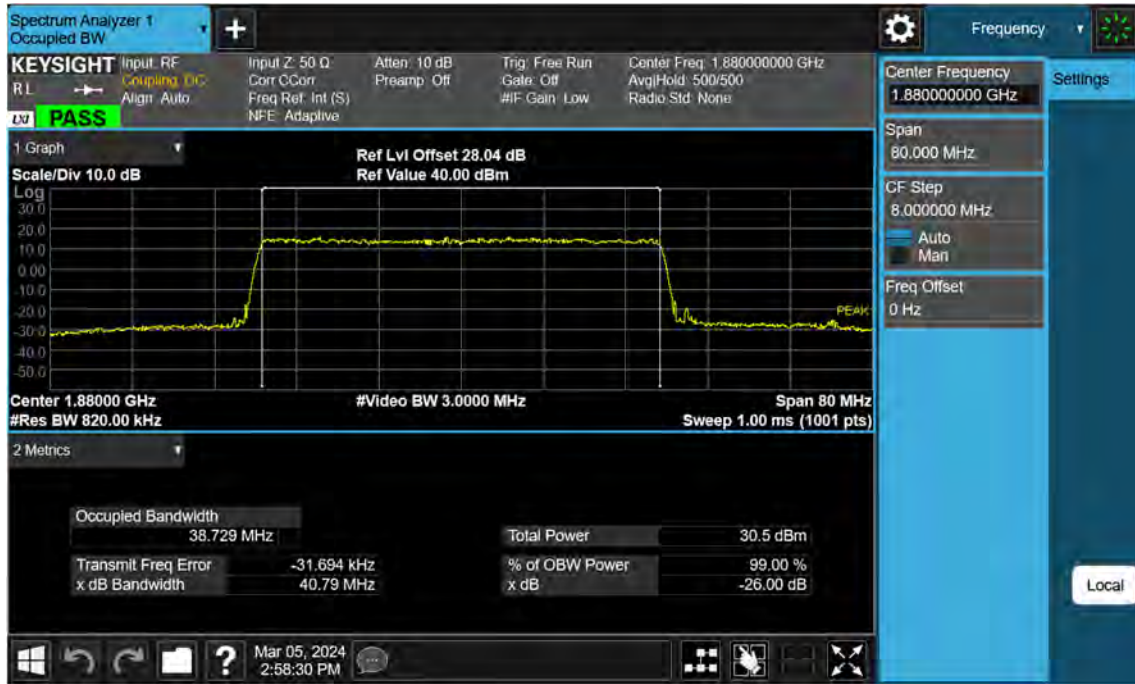 Spectrum Analyzer 1
Occupied BW
+
Frequency
KEYSIGHT
RL
LXI PASS
Input: RF
Coupling: DC
Align: Auto
Input Z: 50 Ω
Corr CCorr
Freq Ref: Int (S)
NFE: Adaptive
Atten: 10 dB
Preamp: Off
Trig: Free Run
Gate: Off
#IF Gain: Low
Center Freq: 1.880000000 GHz
Avg|Hold: 500/500
Radio Std: None
Center Frequency
1.880000000 GHz
Settings
Span
80.000 MHz
CF Step
8.000000 MHz
Auto
Man
Freq Offset
0 Hz
1 Graph
Scale/Div 10.0 dB
Ref Lvl Offset 28.04 dB
Ref Value 40.00 dBm
Log
30.0
20.0
10.0
0.00
-10.0
-20.0
-30.0
-40.0
-50.0
PEAK
Center 1.88000 GHz
#Video BW 3.0000 MHz
Span 80 MHz
#Res BW 820.00 kHz
Sweep 1.00 ms (1001 pts)
2 Metrics
Occupied Bandwidth
38.729 MHz
Total Power 30.5 dBm
Transmit Freq Error -31.694 kHz
% of OBW Power 99.00 %
x dB Bandwidth 40.79 MHz
x dB -26.00 dB
Local
?
Mar 05, 2024
2:58:30 PM